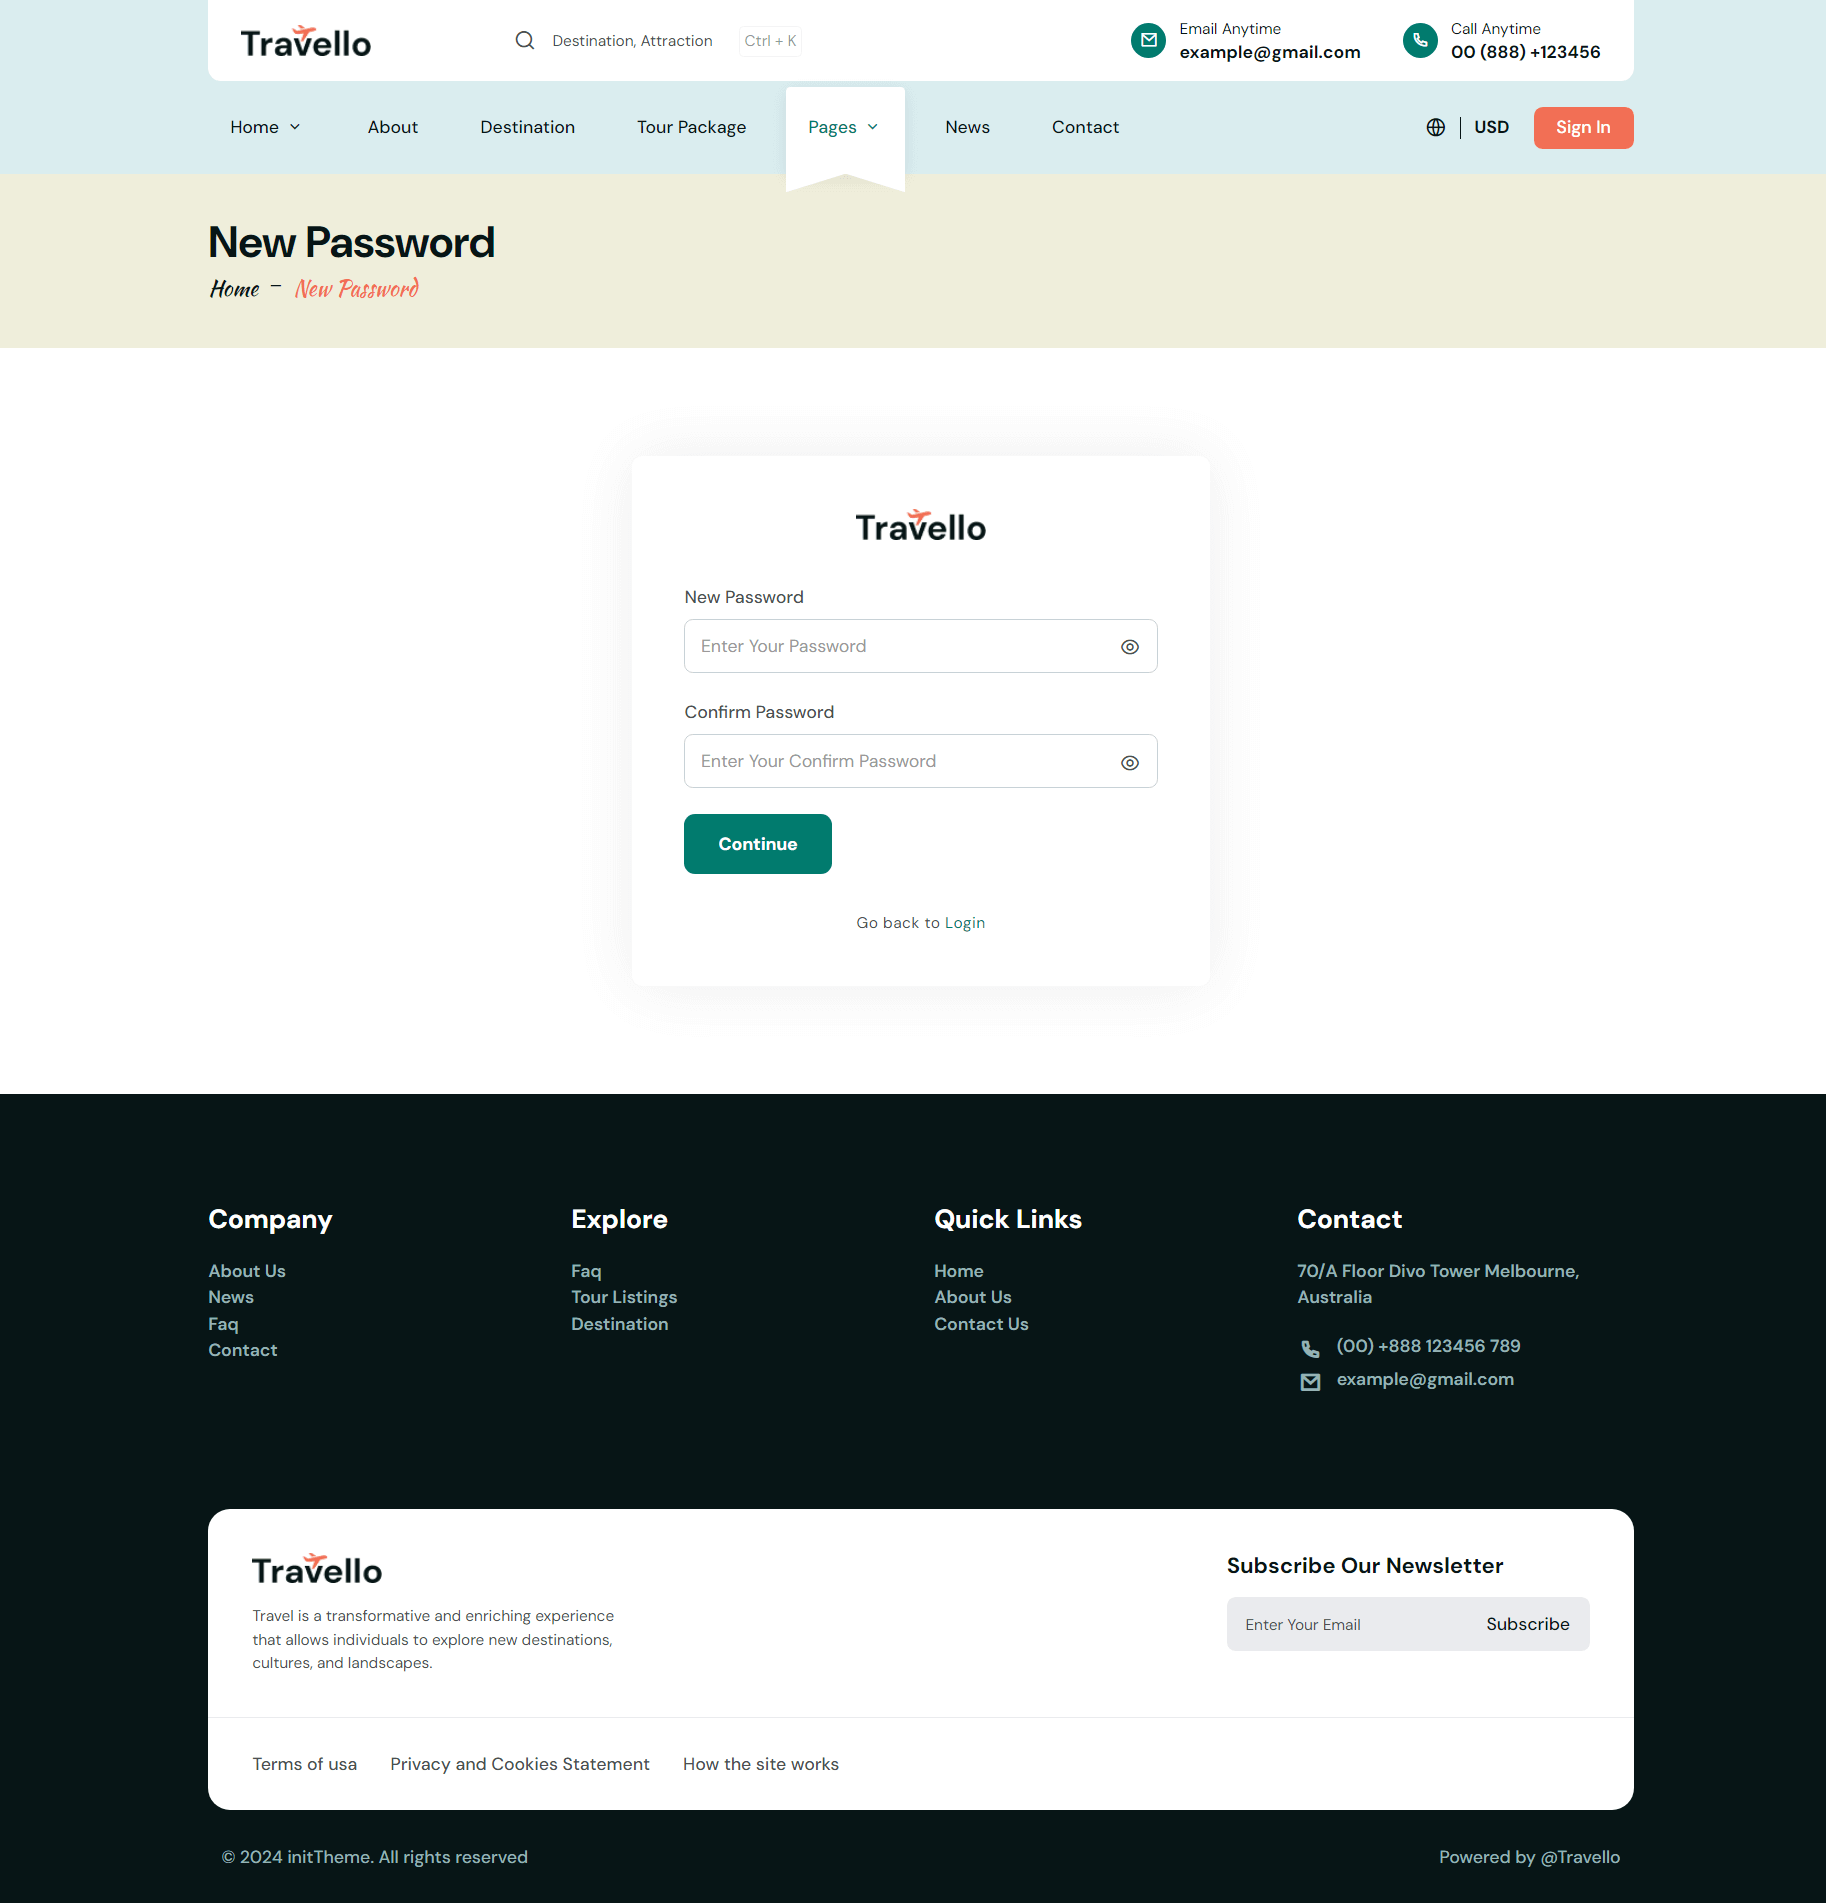 Travello
Destination, Attraction
Ctrl + K
Email Anytime
example@gmail.com
Call Anytime
00 (888) +123456
Home
About
Destination
Tour Package
Pages
News
Contact
USD
Sign In
New Password
Home – New Password
Travello
New Password
Enter Your Password
Confirm Password
Enter Your Confirm Password
Continue
Go back to Login
Company
About Us
News
Faq
Contact
Explore
Faq
Tour Listings
Destination
Quick Links
Home
About Us
Contact Us
Contact
70/A Floor Divo Tower Melbourne,
Australia
(00) +888 123456 789
example@gmail.com
Travello
Travel is a transformative and enriching experience
that allows individuals to explore new destinations,
cultures, and landscapes.
Subscribe Our Newsletter
Enter Your Email
Subscribe
Terms of usa
Privacy and Cookies Statement
How the site works
© 2024 initTheme. All rights reserved
Powered by @Travello